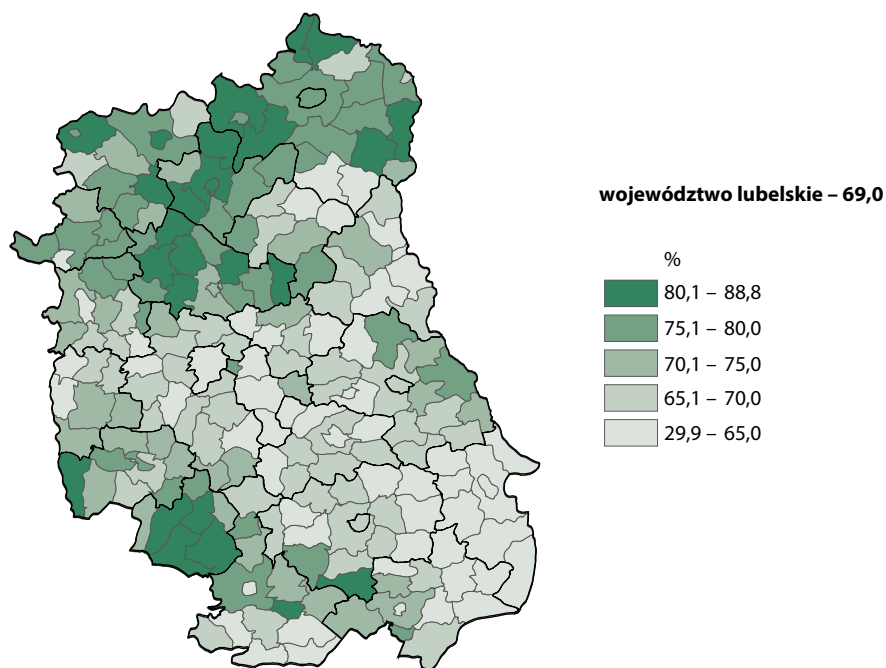 województwo lubelskie – 69,0
%
80,1 – 88,8
75,1 – 80,0
70,1 – 75,0
65,1 – 70,0
29,9 – 65,0